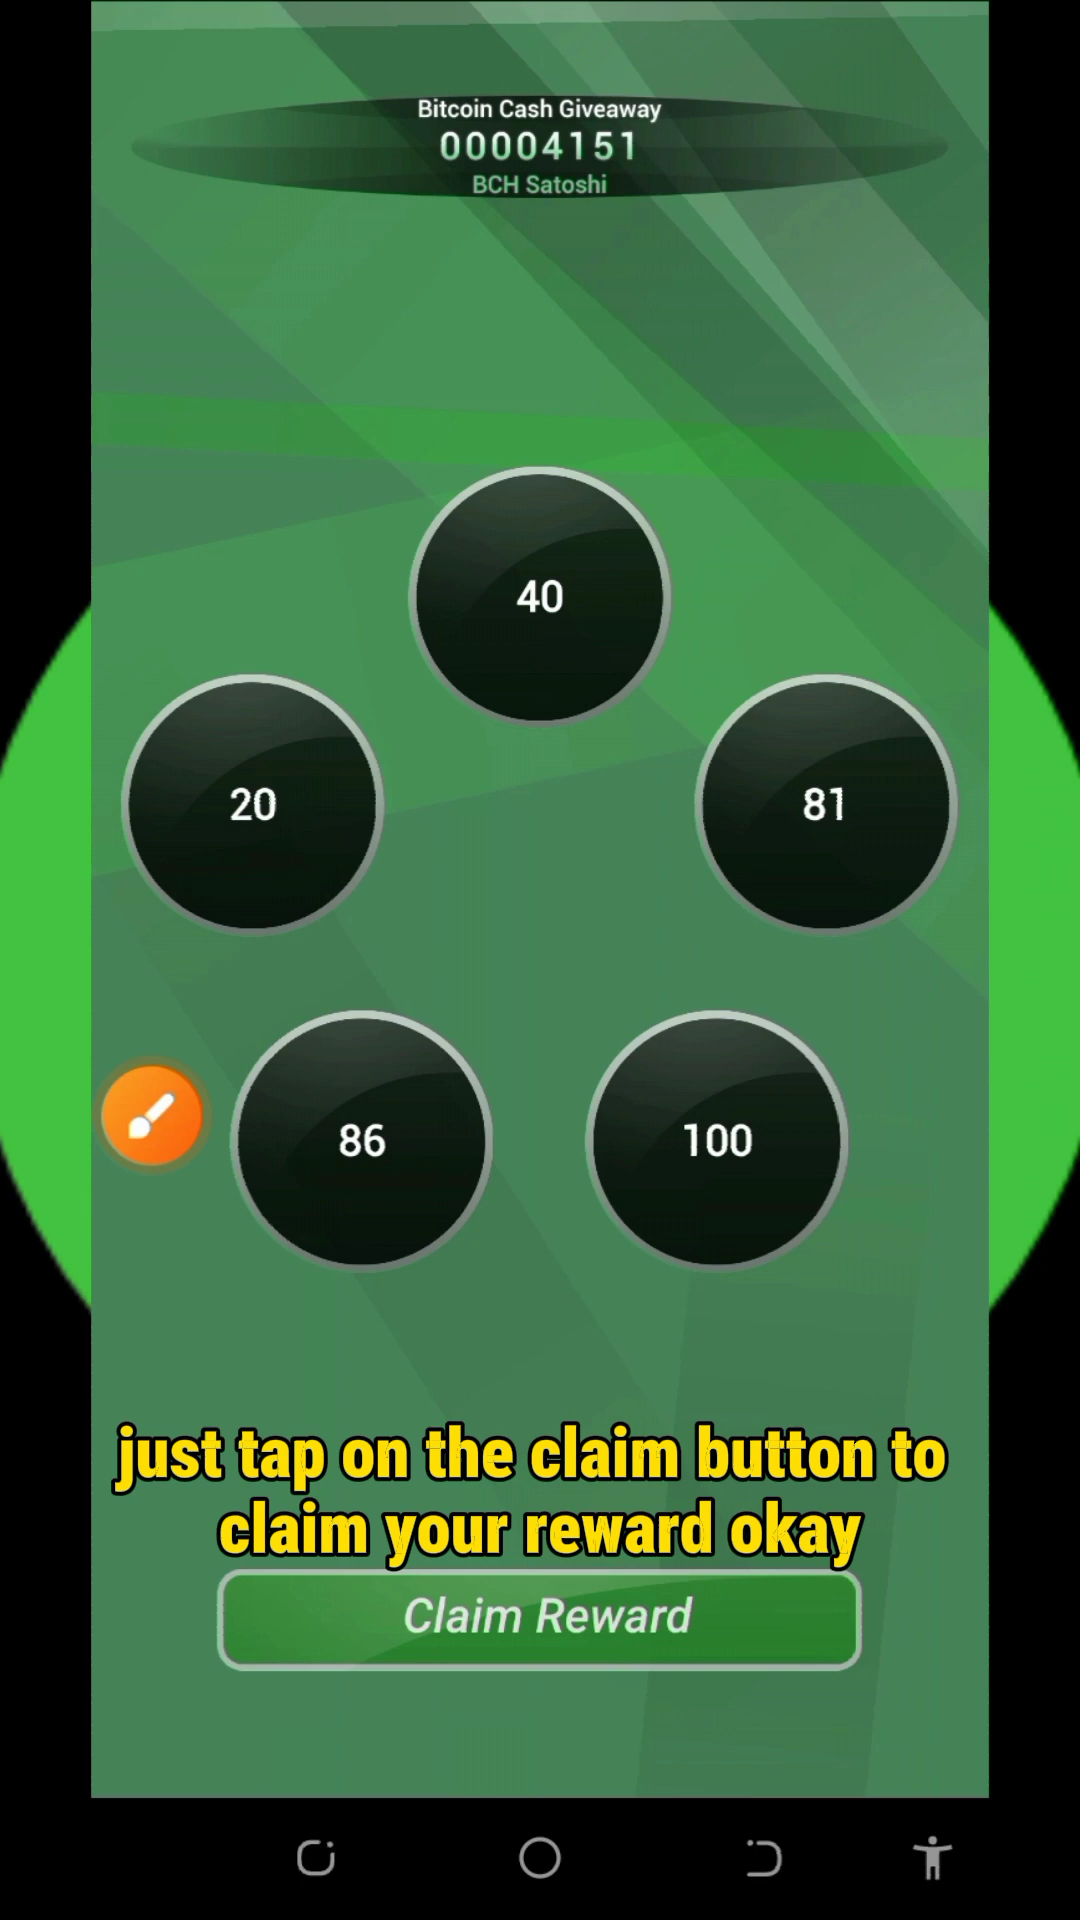 Bitcoin Cash Giveaway
00004151
BCH Satoshi
40
20
81
86
100
just tap on the claim button to
claim your reward okay
Claim Reward